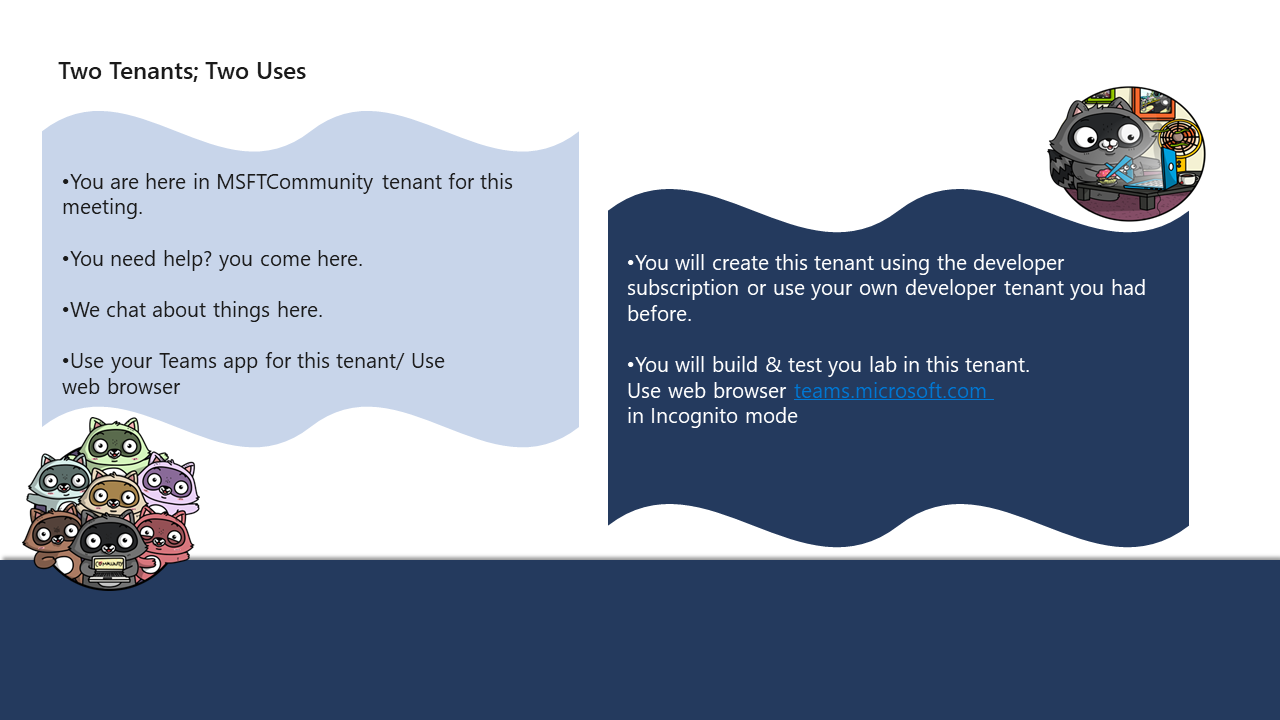 Two Tenants; Two Uses
•You are here in MSFTCommunity tenant for this
meeting.
•You need help? you come here.
•We chat about things here.
•Use your Teams app for this tenant/ Use
web browser
•You will create this tenant using the developer
subscription or use your own developer tenant you had
before.
•You will build & test you lab in this tenant.
Use web browser teams.microsoft.com
in Incognito mode
COMMUNITY